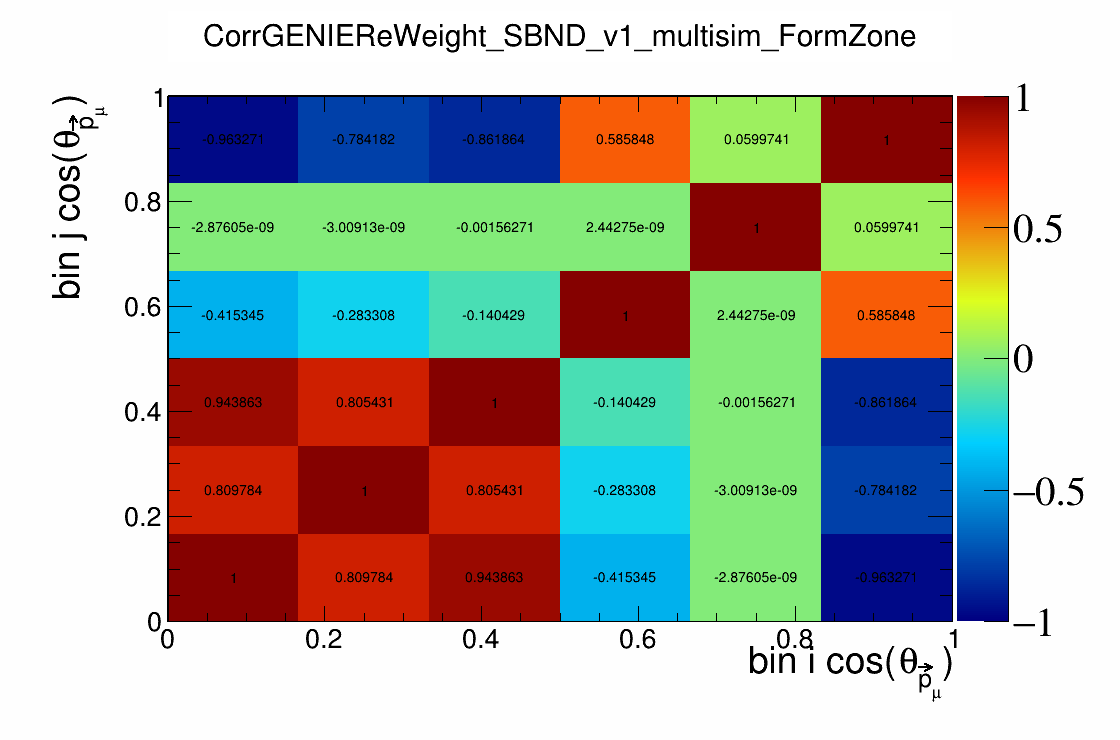 CorrGENIEReWeight_SBND_v1_multisim_FormZone
bin j cos(θ_p⃗_μ)
1
-0.963271 -0.784182 -0.861864 0.585848 0.0599741 1
0.8
-2.87605e-09 -3.00913e-09 -0.00156271 2.44275e-09 1 0.0599741
0.6
-0.415345 -0.283308 -0.140429 1 2.44275e-09 0.585848
0.4
0.943863 0.805431 1 -0.140429 -0.00156271 -0.861864
0.2
0.809784 1 0.805431 -0.283308 -3.00913e-09 -0.784182
0
1 0.809784 0.943863 -0.415345 -2.87605e-09 -0.963271
0 0.2 0.4 0.6 0.8 1
bin i cos(θ_p⃗_μ)
1
0.5
0
−0.5
−1